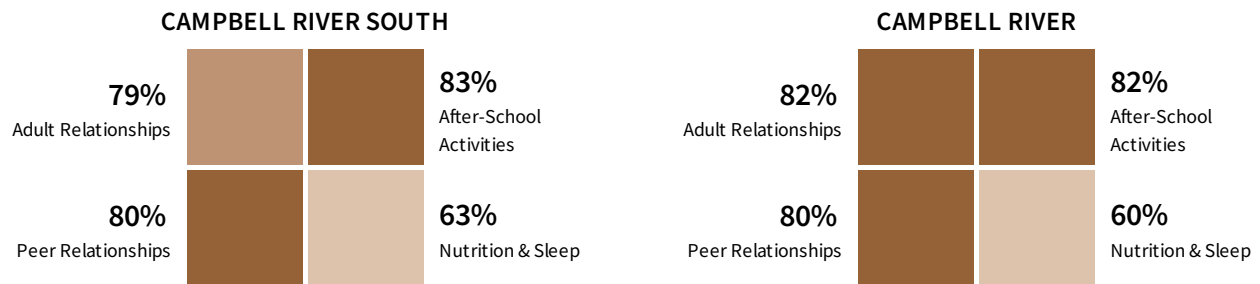 CAMPBELL RIVER SOUTH
79%
Adult Relationships
83%
After-School
Activities
80%
Peer Relationships
63%
Nutrition & Sleep
CAMPBELL RIVER
82%
Adult Relationships
82%
After-School
Activities
80%
Peer Relationships
60%
Nutrition & Sleep